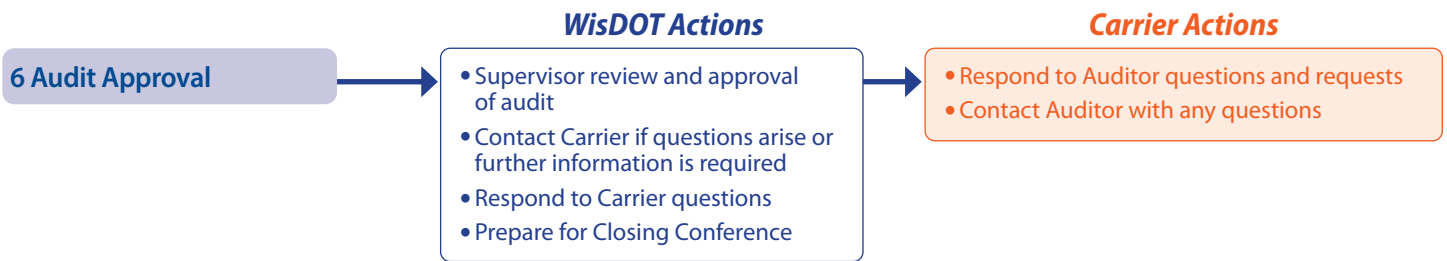 WisDOT Actions
Carrier Actions
6 Audit Approval
• Supervisor review and approval
of audit
• Contact Carrier if questions arise or
further information is required
• Respond to Carrier questions
• Prepare for Closing Conference
• Respond to Auditor questions and requests
• Contact Auditor with any questions